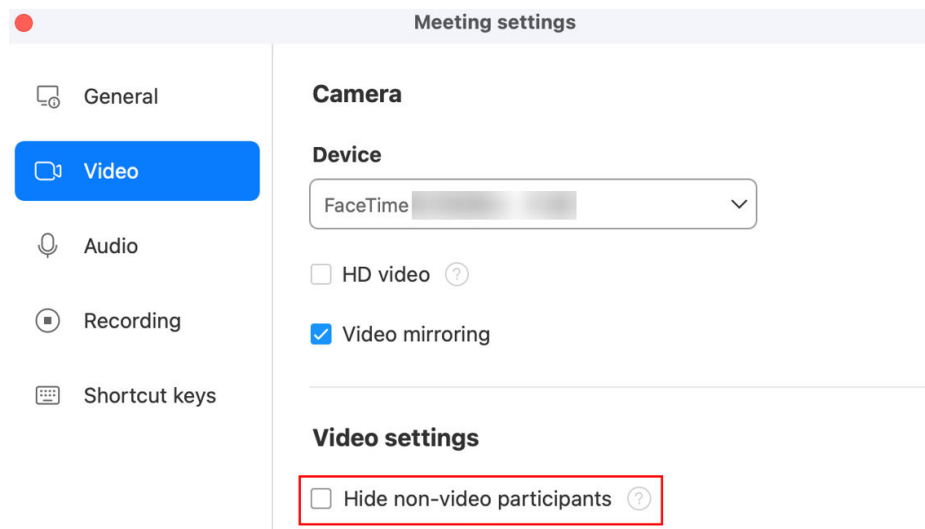 Meeting settings
General
Video
Audio
Recording
Shortcut keys
Camera
Device
FaceTime
HD video ?
Video mirroring
Video settings
Hide non-video participants ?